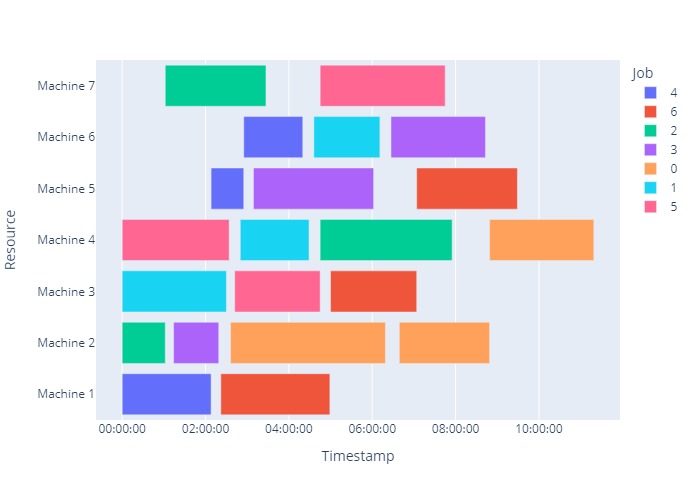 Job
4
6
2
3
0
1
5
Resource
Machine 7
Machine 6
Machine 5
Machine 4
Machine 3
Machine 2
Machine 1
00:00:00 02:00:00 04:00:00 06:00:00 08:00:00 10:00:00
Timestamp